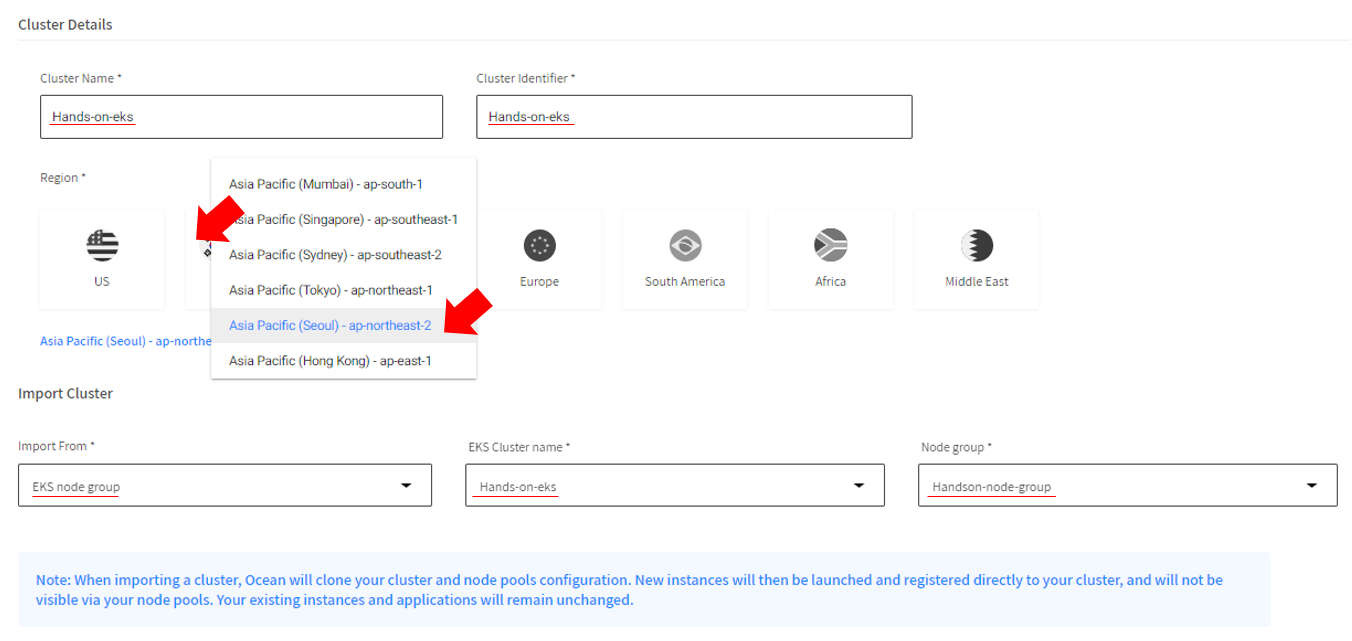 Cluster Details
Cluster Name *
Cluster Identifier *
Hands-on-eks
Hands-on-eks
Region *
Asia Pacific (Mumbai) - ap-south-1
(Singapore) - ap-southeast-1
Asia Pacific (Sydney) - ap-southeast-2
Asia Pacific (Tokyo) - ap-northeast-1
Asia Pacific (Seoul) - ap-northeast-2
Asia Pacific (Hong Kong) - ap-east-1
US
Europe
South America
Africa
Middle East
Asia Pacific (Seoul) - ap-northe
Import Cluster
Import From *
EKS Cluster name *
Node group *
EKS node group
Hands-on-eks
Handson-node-group
Note: When importing a cluster, Ocean will clone your cluster and node pools configuration. New instances will then be launched and registered directly to your cluster, and will not be
visible via your node pools. Your existing instances and applications will remain unchanged.